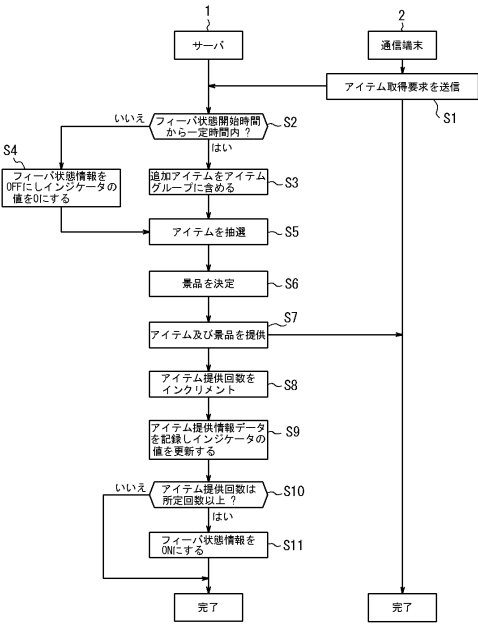 1
サーバ
2
通信端末
アイテム取得要求を送信
S1
フィーバ状態開始時間
から一定時間内？
S2
いいえ
はい
S4
フィーバ状態情報を
OFFにしインジケータの
値を0にする
追加アイテムをアイテム
グループに含める
S3
アイテムを抽選
S5
景品を決定
S6
アイテム及び景品を提供
S7
アイテム提供回数を
インクリメント
S8
アイテム提供情報データ
を記録しインジケータの
値を更新する
S9
アイテム提供回数は
所定回数以上？
S10
いいえ
はい
フィーバ状態情報を
ONにする
S11
完了
完了